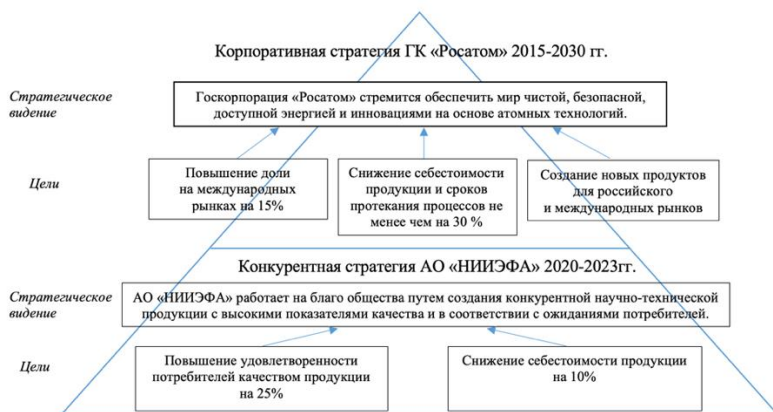 Корпоративная стратегия ГК «Росатом» 2015-2030 гг.
Стратегическое
видение
Госкорпорация «Росатом» стремится обеспечить мир чистой, безопасной,
доступной энергией и инновациями на основе атомных технологий.
Цели
Повышение доли
на международных
рынках на 15%
Снижение себестоимости
продукции и сроков
протекания процессов не
менее чем на 30 %
Создание новых продуктов
для российского
и международных рынков
Конкурентная стратегия АО «НИИЭФА» 2020-2023гг.
Стратегическое
видение
АО «НИИЭФА» работает на благо общества путем создания конкурентной научно-технической
продукции с высокими показателями качества и в соответствии с ожиданиями потребителей.
Цели
Повышение удовлетворенности
потребителей качеством продукции
на 25%
Снижение себестоимости продукции
на 10%